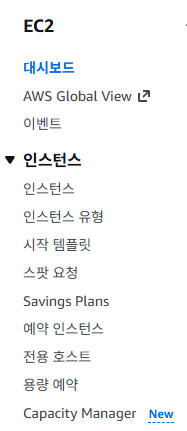 EC2
대시보드
AWS Global View
이벤트
인스턴스
인스턴스
인스턴스 유형
시작 템플릿
스팟 요청
Savings Plans
예약 인스턴스
전용 호스트
용량 예약
Capacity Manager New